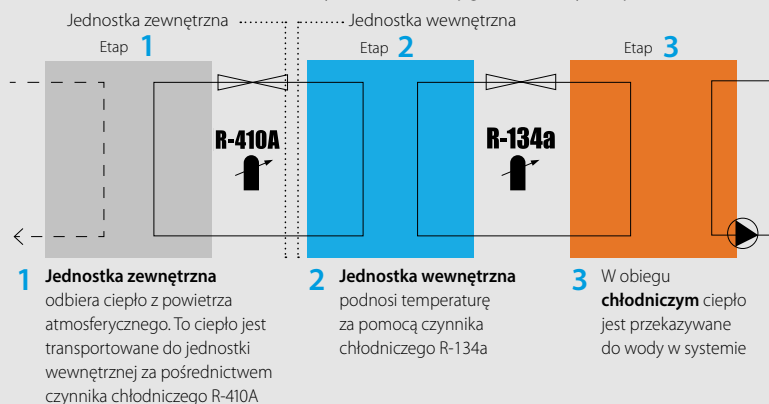 Jednostka zewnętrzna
Jednostka wewnętrzna
Etap 1
Etap 2
Etap 3
R-410A
R-134a
1 Jednostka zewnętrzna
odbiera ciepło z powietrza
atmosferycznego. To ciepło jest
transportowane do jednostki
wewnętrznej za pośrednictwem
czynnika chłodniczego R-410A
2 Jednostka wewnętrzna
podnosi temperaturę
za pomocą czynnika
chłodniczego R-134a
3 W obiegu
chłodniczym ciepło
jest przekazywane
do wody w systemie